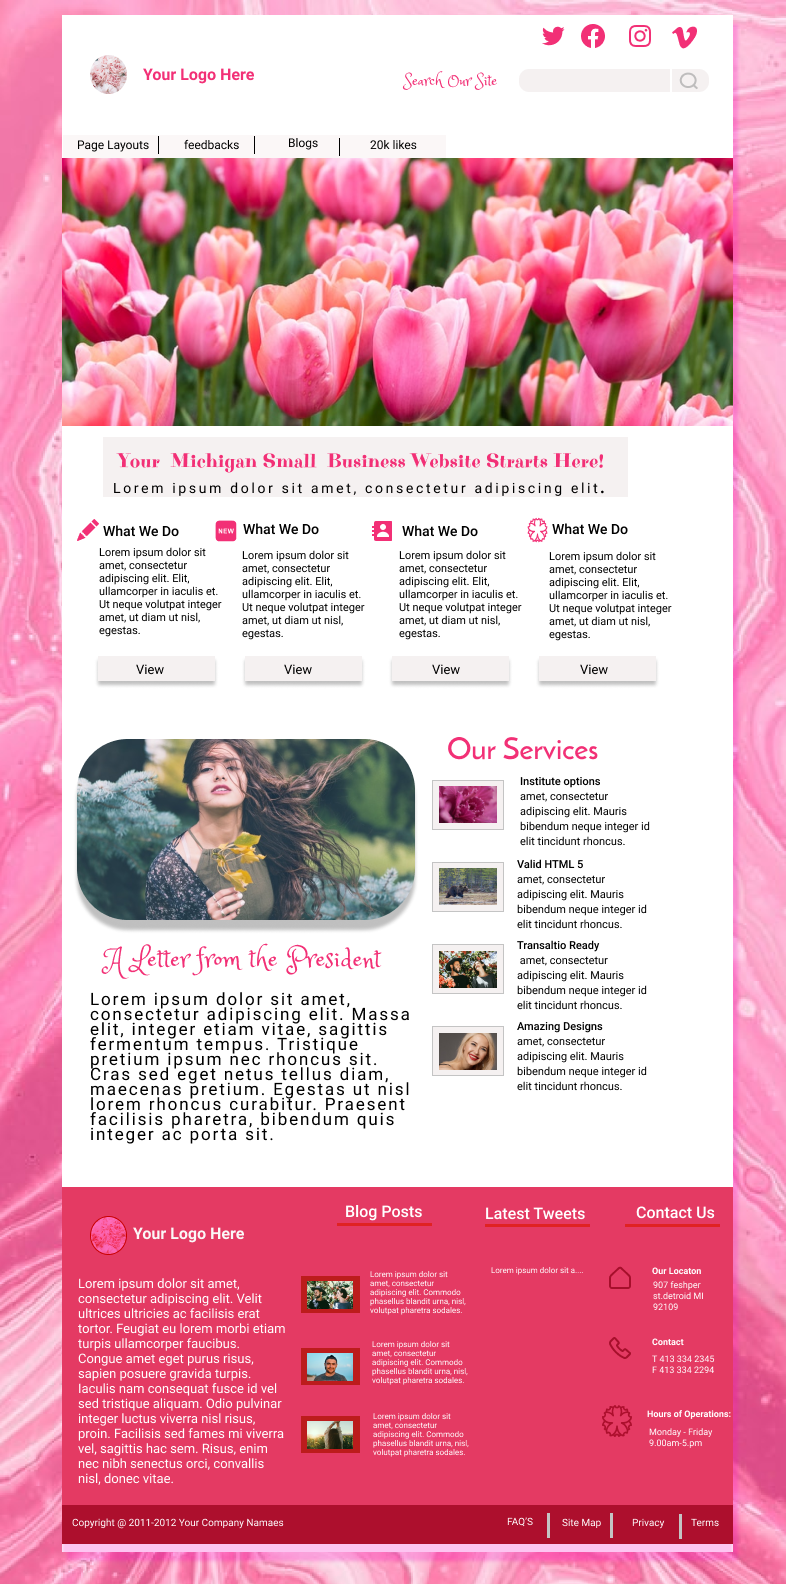 Your Logo Here
Search Our Site
Page Layouts
feedbacks
Blogs
20k likes
Your Michigan Small Business Website Strarts Here!
Lorem ipsum dolor sit amet, consectetur adipiscing elit.
What We Do
Lorem ipsum dolor sit
amet, consectetur
adipiscing elit. Elit,
ullamcorper in iaculis et.
Ut neque volutpat integer
amet, ut diam ut nisl,
egestas.
View
NEW
What We Do
Lorem ipsum dolor sit
amet, consectetur
adipiscing elit. Elit,
ullamcorper in iaculis et.
Ut neque volutpat integer
amet, ut diam ut nisl,
egestas.
View
What We Do
Lorem ipsum dolor sit
amet, consectetur
adipiscing elit. Elit,
ullamcorper in iaculis et.
Ut neque volutpat integer
amet, ut diam ut nisl,
egestas.
View
What We Do
Lorem ipsum dolor sit
amet, consectetur
adipiscing elit. Elit,
ullamcorper in iaculis et.
Ut neque volutpat integer
amet, ut diam ut nisl,
egestas.
View
A Letter from the President
Lorem ipsum dolor sit amet,
consectetur adipiscing elit. Massa
elit, integer etiam vitae, sagittis
fermentum tempus. Tristique
pretium ipsum nec rhoncus sit.
Cras sed eget netus tellus diam,
maecenas pretium. Egestas ut nisl
lorem rhoncus curabitur. Praesent
facilisis pharetra, bibendum quis
integer ac porta sit.
Our Services
Institute options
amet, consectetur
adipiscing elit. Mauris
bibendum neque integer id
elit tincidunt rhoncus.
Valid HTML 5
amet, consectetur
adipiscing elit. Mauris
bibendum neque integer id
elit tincidunt rhoncus.
Transaltio Ready
amet, consectetur
adipiscing elit. Mauris
bibendum neque integer id
elit tincidunt rhoncus.
Amazing Designs
amet, consectetur
adipiscing elit. Mauris
bibendum neque integer id
elit tincidunt rhoncus.
Your Logo Here
Lorem ipsum dolor sit amet,
consectetur adipiscing elit. Velit
ultrices ultricies ac facilisis erat
tortor. Feugiat eu lorem morbi etiam
turpis ullamcorper faucibus.
Congue amet eget purus risus,
sapien posuere gravida turpis.
Iaculis nam consequat fusce id vel
sed tristique aliquam. Odio pulvinar
integer luctus viverra nisl risus,
proin. Facilisis sed fames mi viverra
vel, sagittis hac sem. Risus, enim
nec nibh senectus orci, convallis
nisl, donec vitae.
Blog Posts
Lorem ipsum dolor sit
amet, consectetur
adipiscing elit. Commodo
phasellus blandit urna, nisl,
volutpat pharetra sodales.
Lorem ipsum dolor sit
amet, consectetur
adipiscing elit. Commodo
phasellus blandit urna, nisl,
volutpat pharetra sodales.
Lorem ipsum dolor sit
amet, consectetur
adipiscing elit. Commodo
phasellus blandit urna, nisl,
volutpat pharetra sodales.
Latest Tweets
Lorem ipsum dolor sit a....
Contact Us
Our Locaton
907 feshper
st.detroid MI
92109
Contact
T 413 334 2345
F 413 334 2294
Hours of Operations:
Monday - Friday
9.00am-5.pm
Copyright @ 2011-2012 Your Company Namaes
FAQ'S
Site Map
Privacy
Terms